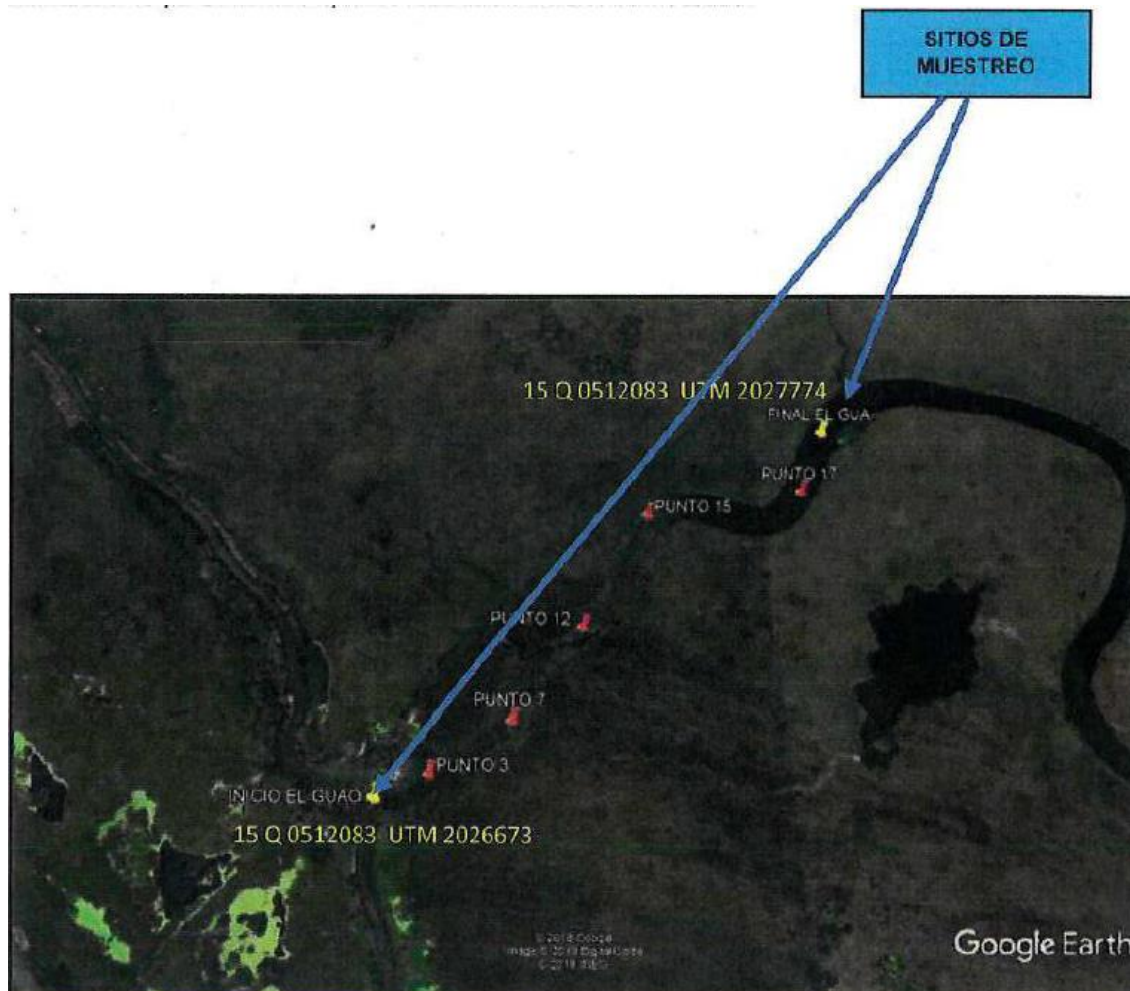 SITIOS DE
MUESTREO
15 Q 0512083 UTM 2027774
FINAL EL GUA
PUNTO 17
PUNTO 15
PUNTO 12
PUNTO 7
PUNTO 3
INICIO EL GUAO
15 Q 0512083 UTM 2026673
Google Earth